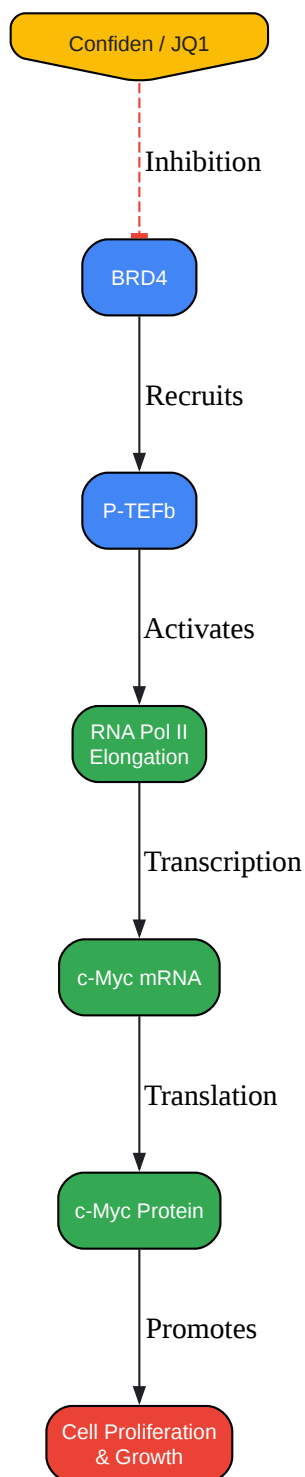 Confiden / JQ1
Inhibition
BRD4
Recruits
P-TEFb
Activates
RNA Pol II
Elongation
Transcription
c-Myc mRNA
Translation
c-Myc Protein
Promotes
Cell Proliferation
& Growth